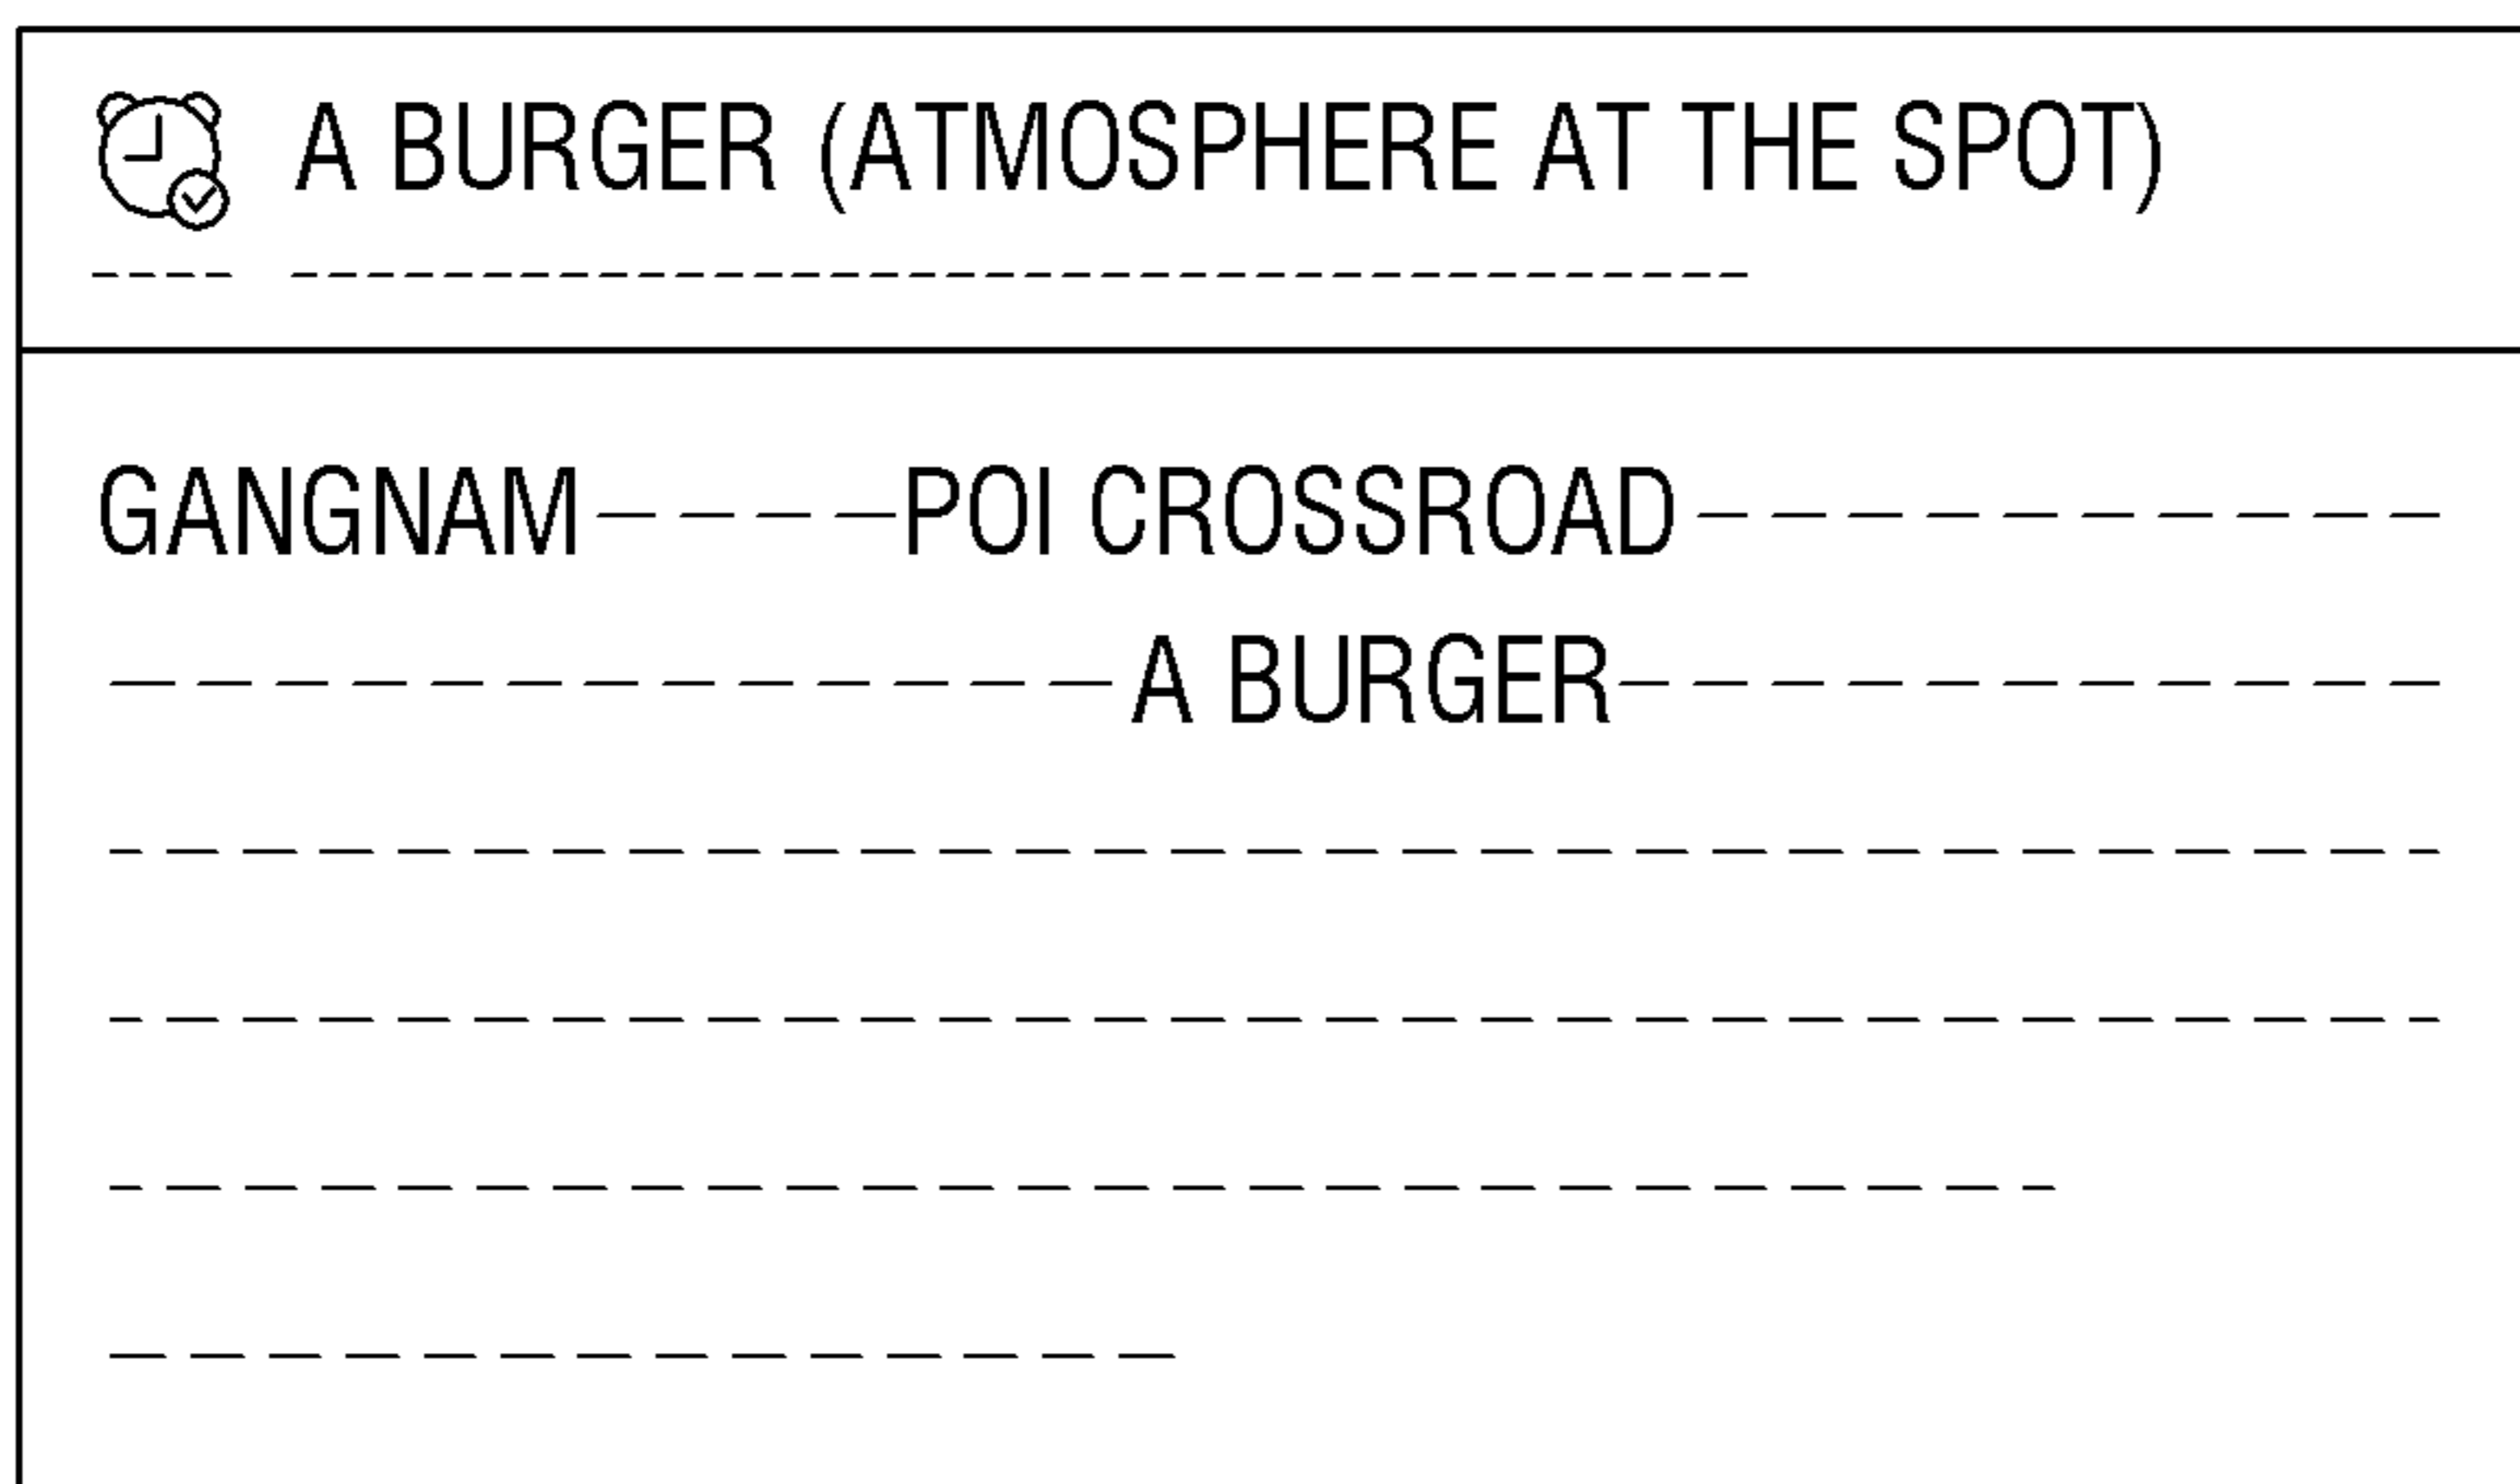 A BURGER (ATMOSPHERE AT THE SPOT)
GANGNAM-----POI CROSSROAD----------
--------------A BURGER-----------